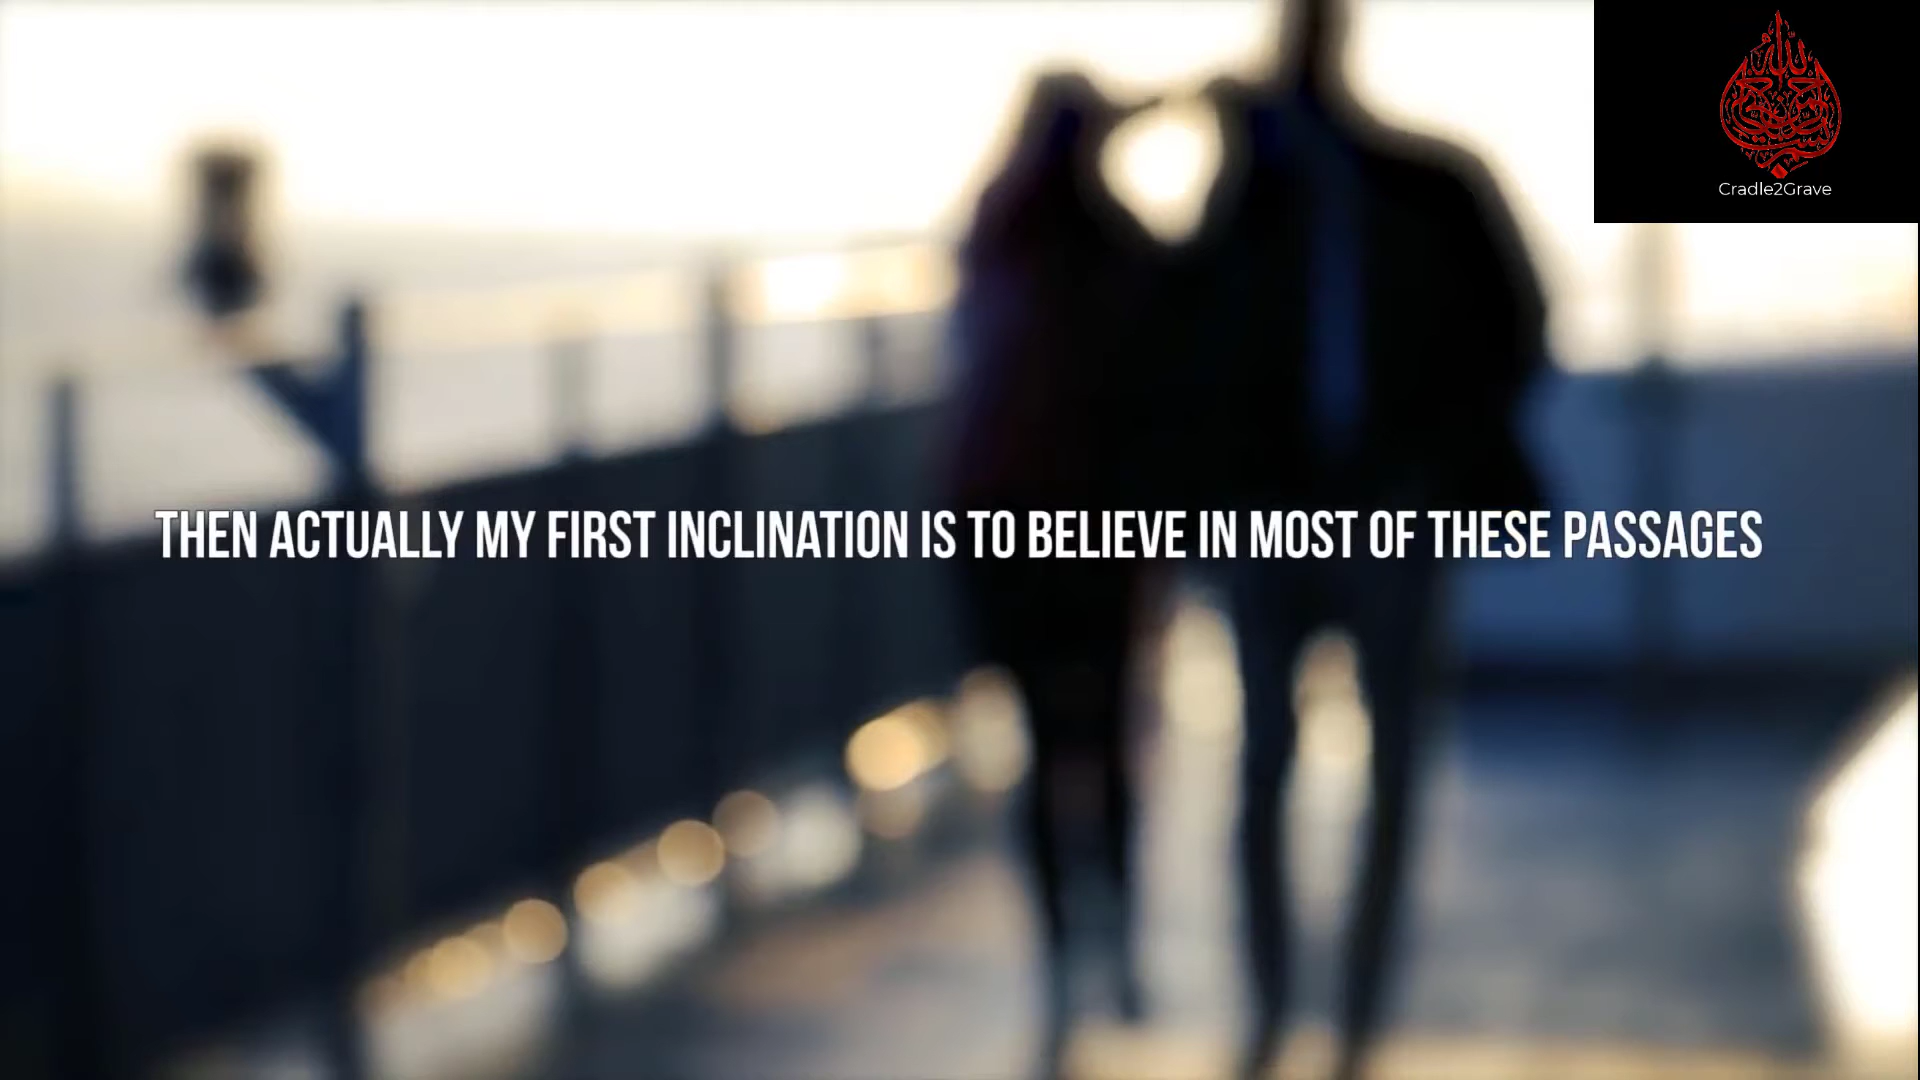 Cradle2Grave
THEN ACTUALLY MY FIRST INCLINATION IS TO BELIEVE IN MOST OF THESE PASSAGES